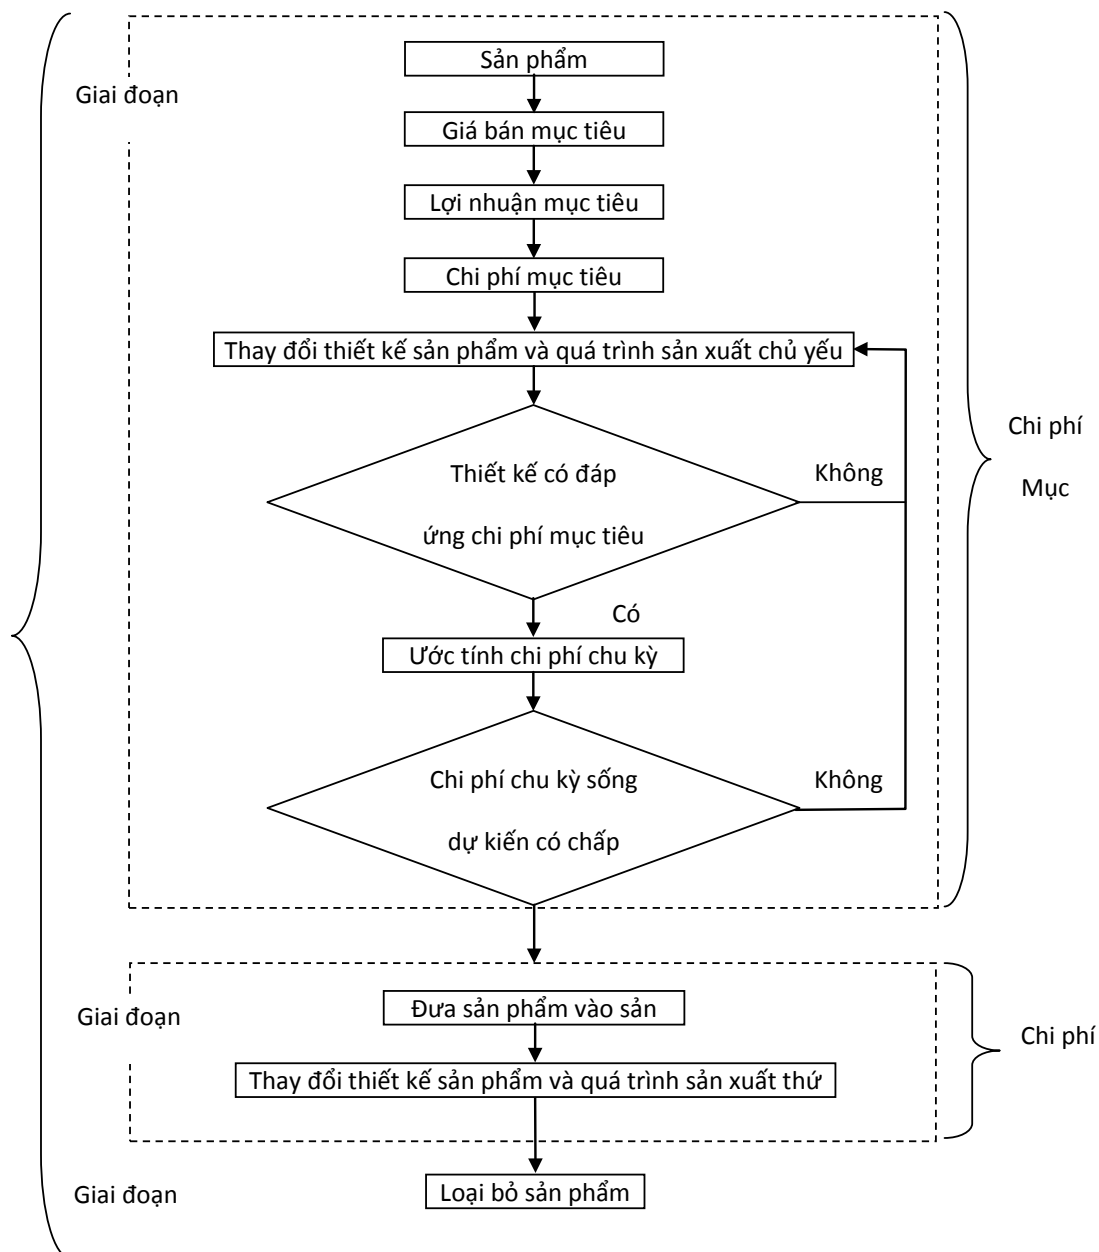 Sản phẩm
Giai đoạn
Giá bán mục tiêu
Lợi nhuận mục tiêu
Chi phí mục tiêu
Thay đổi thiết kế sản phẩm và quá trình sản xuất chủ yếu
Chi phí
Mục
Thiết kế có đáp
ứng chi phí mục tiêu
Không
Có
Ước tính chi phí chu kỳ
Chi phí chu kỳ sống
dự kiến có chấp
Không
Giai đoạn
Đưa sản phẩm vào sản
Thay đổi thiết kế sản phẩm và quá trình sản xuất thứ
Chi phí
Giai đoạn
Loại bỏ sản phẩm